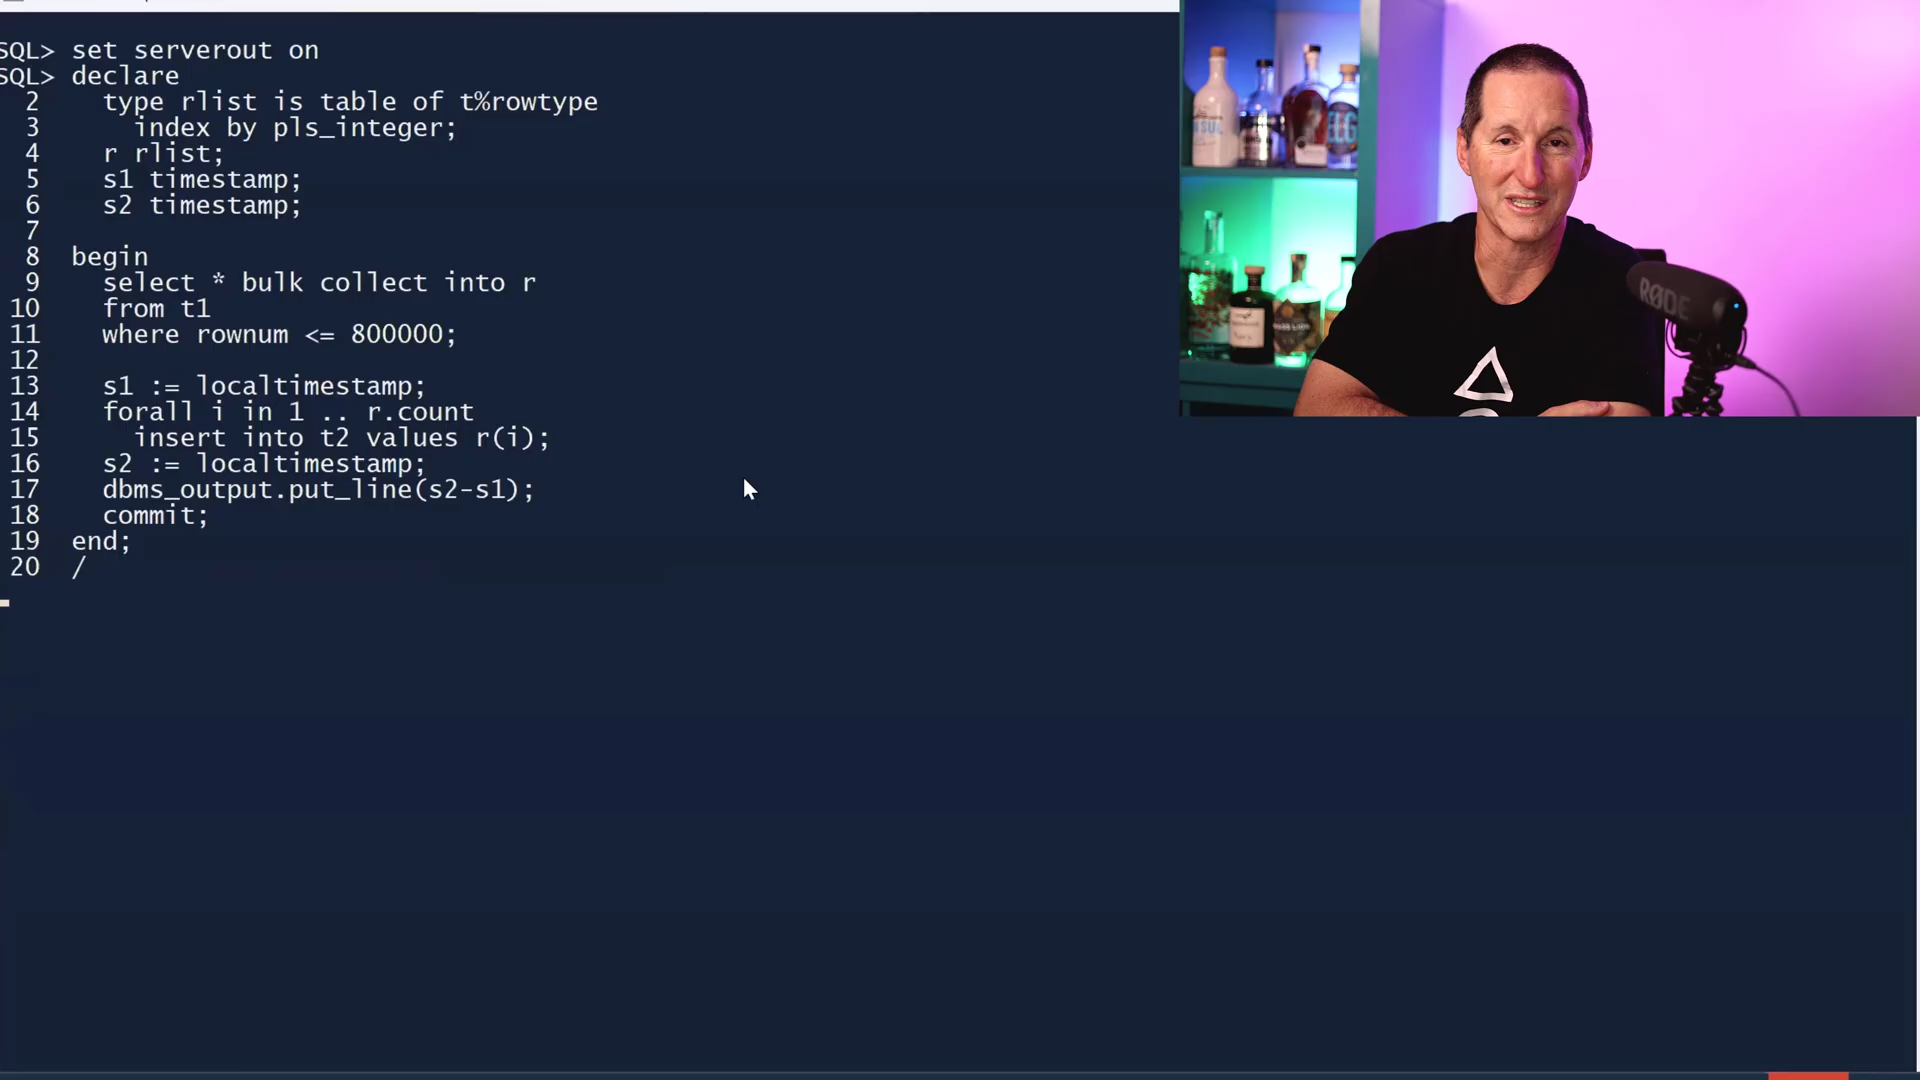 SQL> set serverout on
SQL> declare
2 type rlist is table of t%rowtype
3 index by pls_integer;
4 r rlist;
5 s1 timestamp;
6 s2 timestamp;
7
8 begin
9 select * bulk collect into r
10 from t1
11 where rownum <= 800000;
12
13 s1 := localtimestamp;
14 forall i in 1 .. r.count
15 insert into t2 values r(i);
16 s2 := localtimestamp;
17 dbms_output.put_line(s2-s1);
18 commit;
19 end;
20 /
RØDE